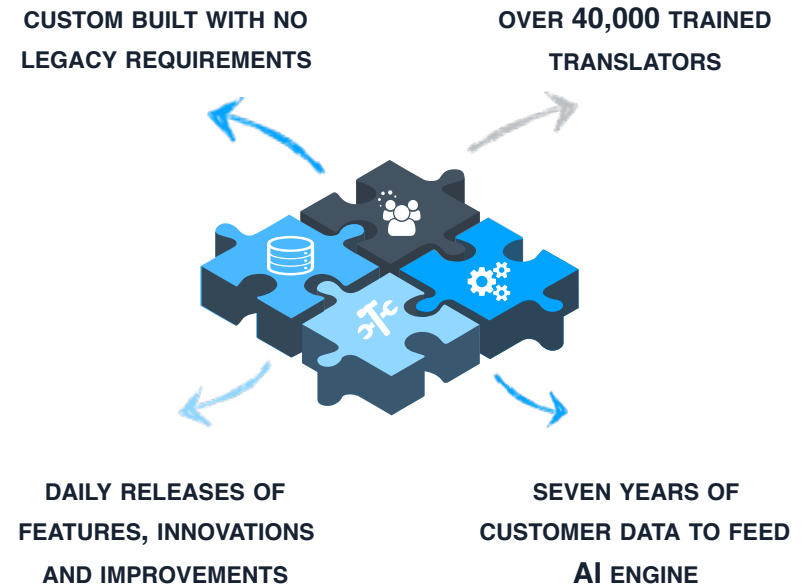 CUSTOM BUILT WITH NO
LEGACY REQUIREMENTS
OVER 40,000 TRAINED
TRANSLATORS
DAILY RELEASES OF
FEATURES, INNOVATIONS
AND IMPROVEMENTS
SEVEN YEARS OF
CUSTOMER DATA TO FEED
AI ENGINE